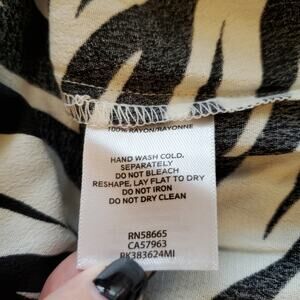 100% RAYON/RAYONNE
HAND WASH COLD.
SEPARATELY
DO NOT BLEACH
RESHAPE, LAY FLAT TO DRY
DO NOT IRON
DO NOT DRY CLEAN
RN58665
CA57963
RK383624MI